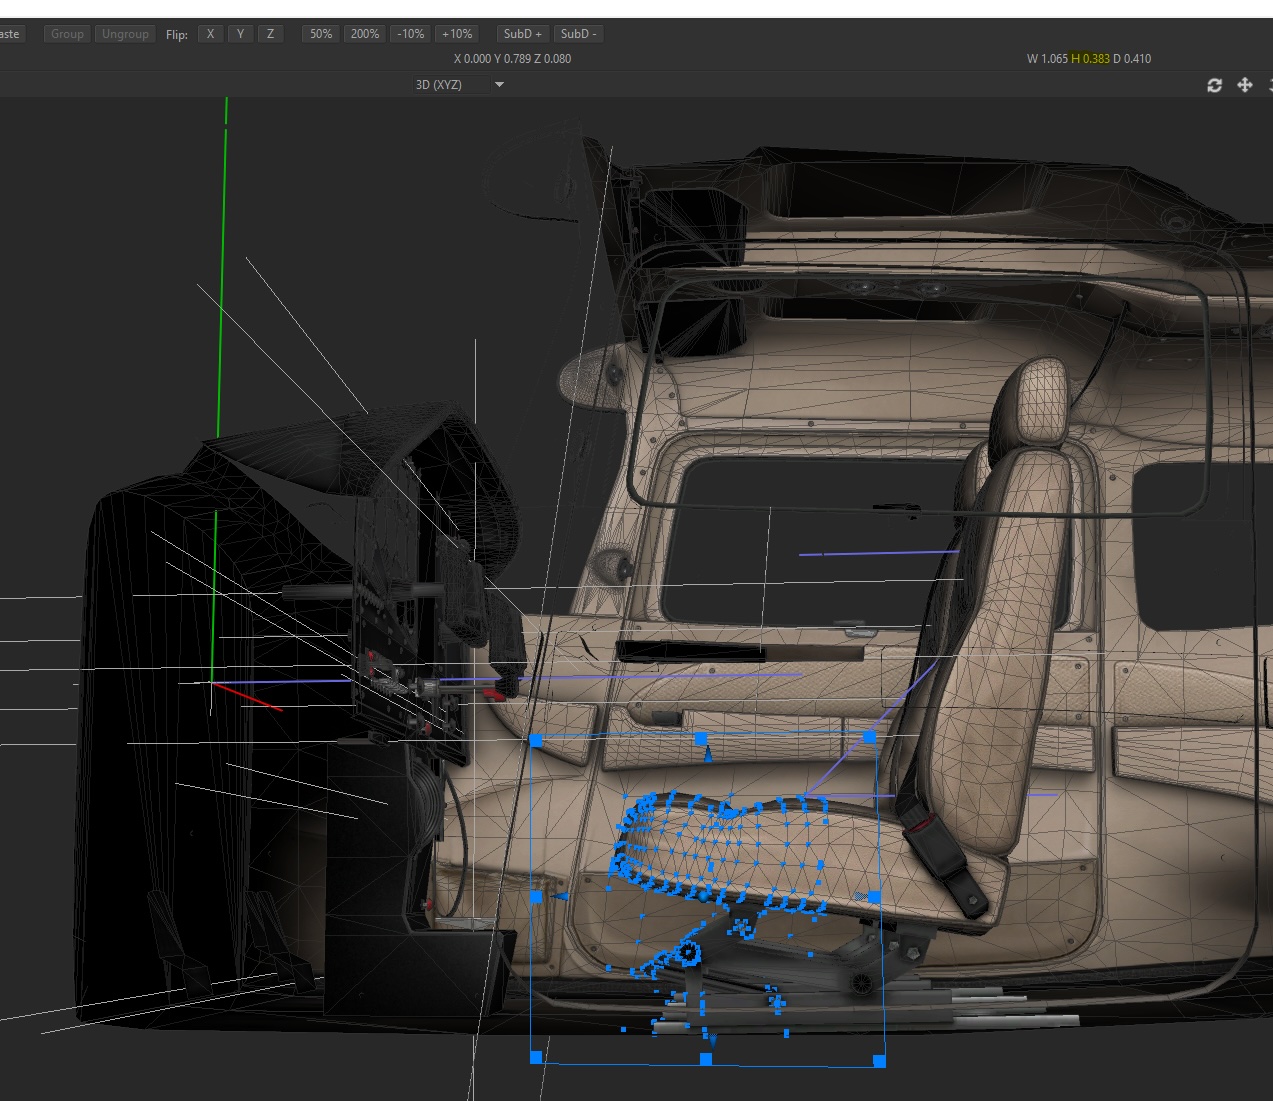 aste Group Ungroup Flip: X Y Z 50% 200% -10% +10% SubD + SubD -
X 0.000 Y 0.789 Z 0.080 W 1.065 H 0.383 D 0.410
3D (XYZ)